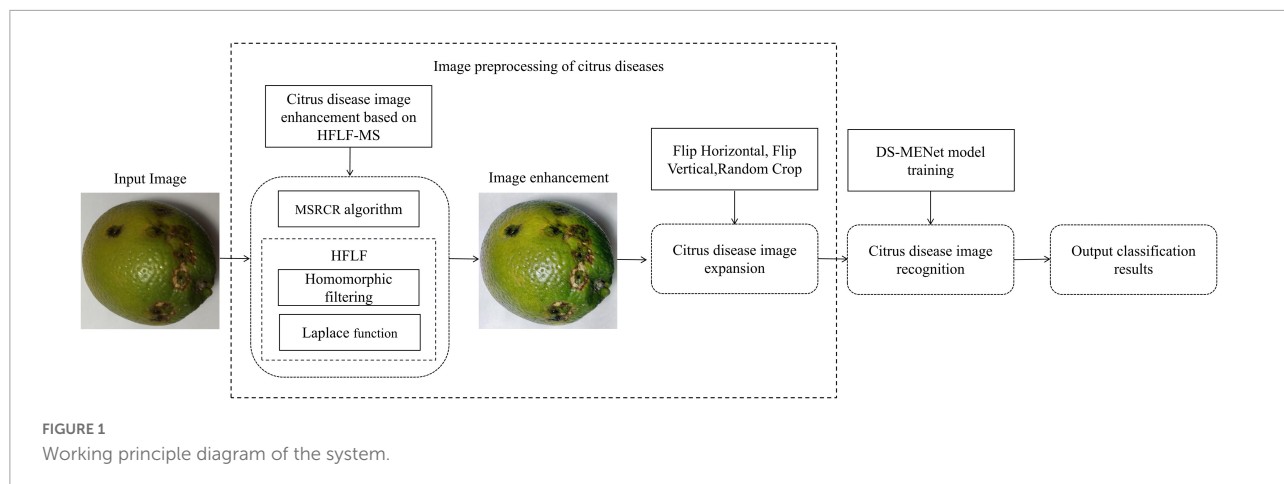 Image preprocessing of citrus diseases
Citrus disease image
enhancement based on
HFLF-MS
Input Image
MSRCR algorithm
HFLF
Homomorphic
filtering
Laplace function
Image enhancement
Flip Horizontal, Flip
Vertical,Random Crop
Citrus disease image
expansion
DS-MENet model
training
Citrus disease image
recognition
Output classification
results
FIGURE 1
Working principle diagram of the system.